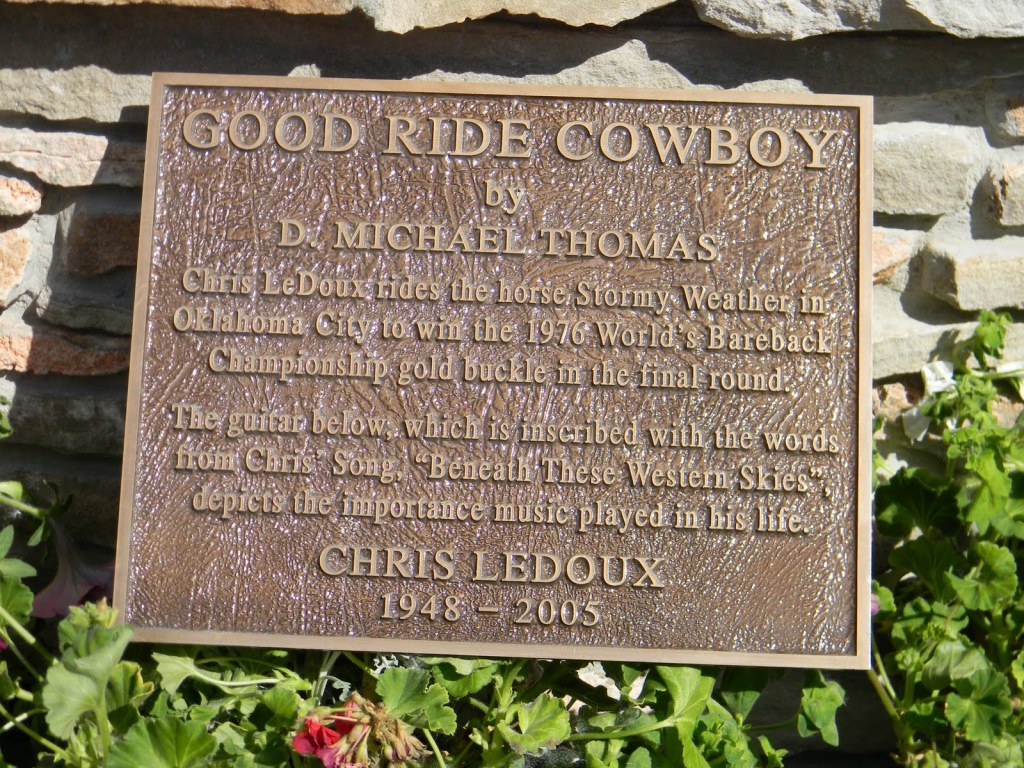 GOOD RIDE COWBOY
by
D. MICHAEL THOMAS
Chris LeDoux rides the horse Stormy Weather in
Oklahoma City to win the 1976 World's Bareback
Championship gold buckle in the final round.
The guitar below, which is inscribed with the words
from Chris' Song, "Beneath These Western Skies",
depicts the importance music played in his life.
CHRIS LEDOUX
1948 – 2005